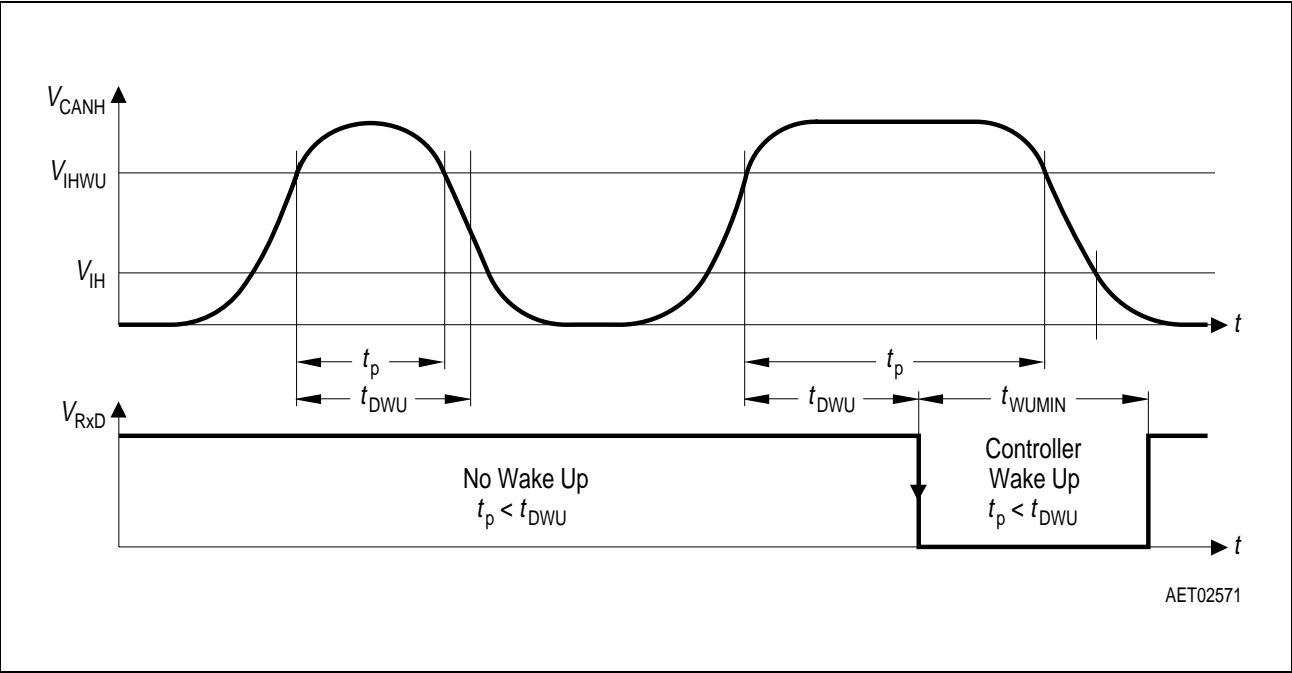 VCANH
VIHWU
VIH
t
tp
tp
tDWU
tDWU
tWUMIN
VRxD
No Wake Up
tp < tDWU
Controller
Wake Up
tp < tDWU
t
AET02571